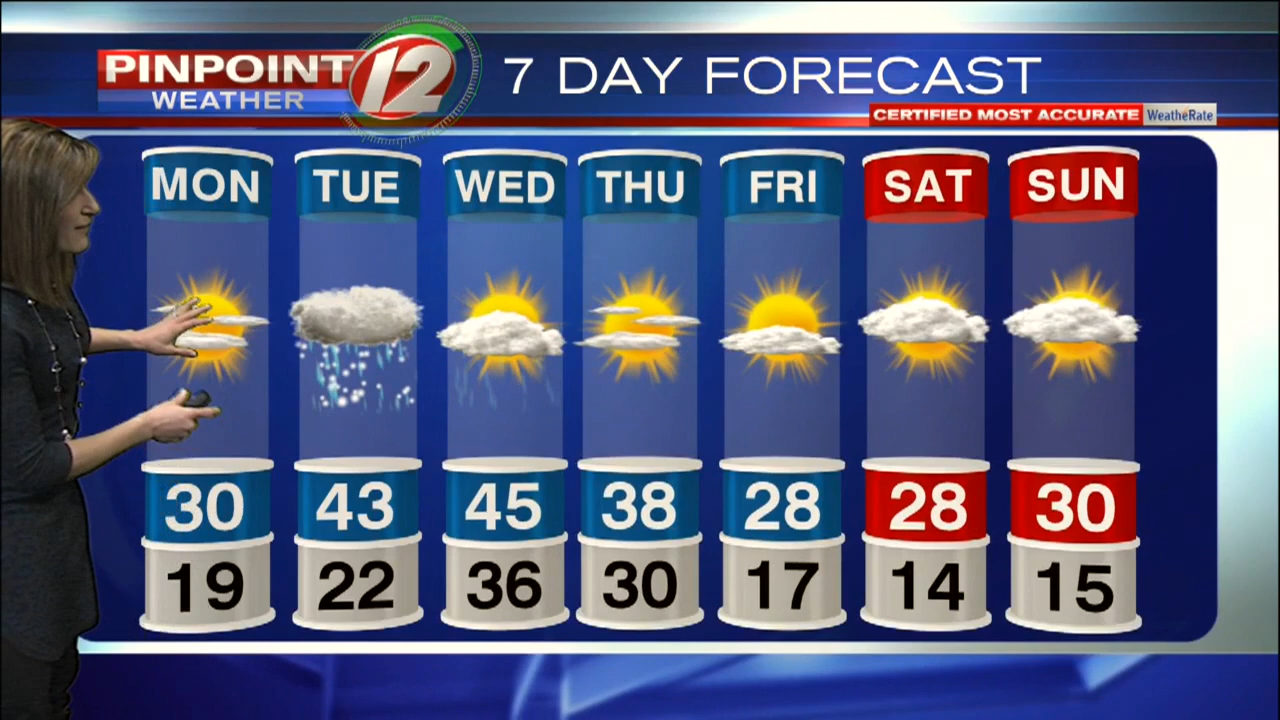 PINPOINT 12
WEATHER
7 DAY FORECAST
CERTIFIED MOST ACCURATE WeatheRate
MON TUE WED THU FRI SAT SUN
30 43 45 38 28 28 30
19 22 36 30 17 14 15